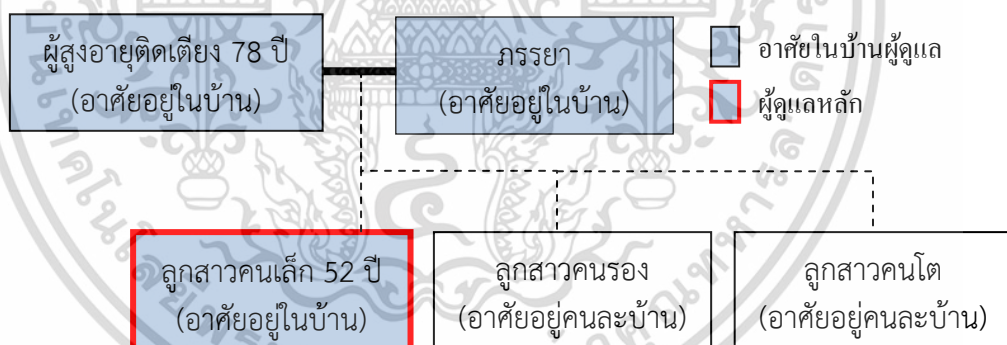 ผู้สูงอายุติดเตียง 78 ปี
(อาศัยอยู่ในบ้าน)
ภรรยา
(อาศัยอยู่ในบ้าน)
อาศัยในบ้านผู้ดูแล
ผู้ดูแลหลัก
ลูกสาวคนเล็ก 52 ปี
(อาศัยอยู่ในบ้าน)
ลูกสาวคนรอง
(อาศัยอยู่คนละบ้าน)
ลูกสาวคนโต
(อาศัยอยู่คนละบ้าน)